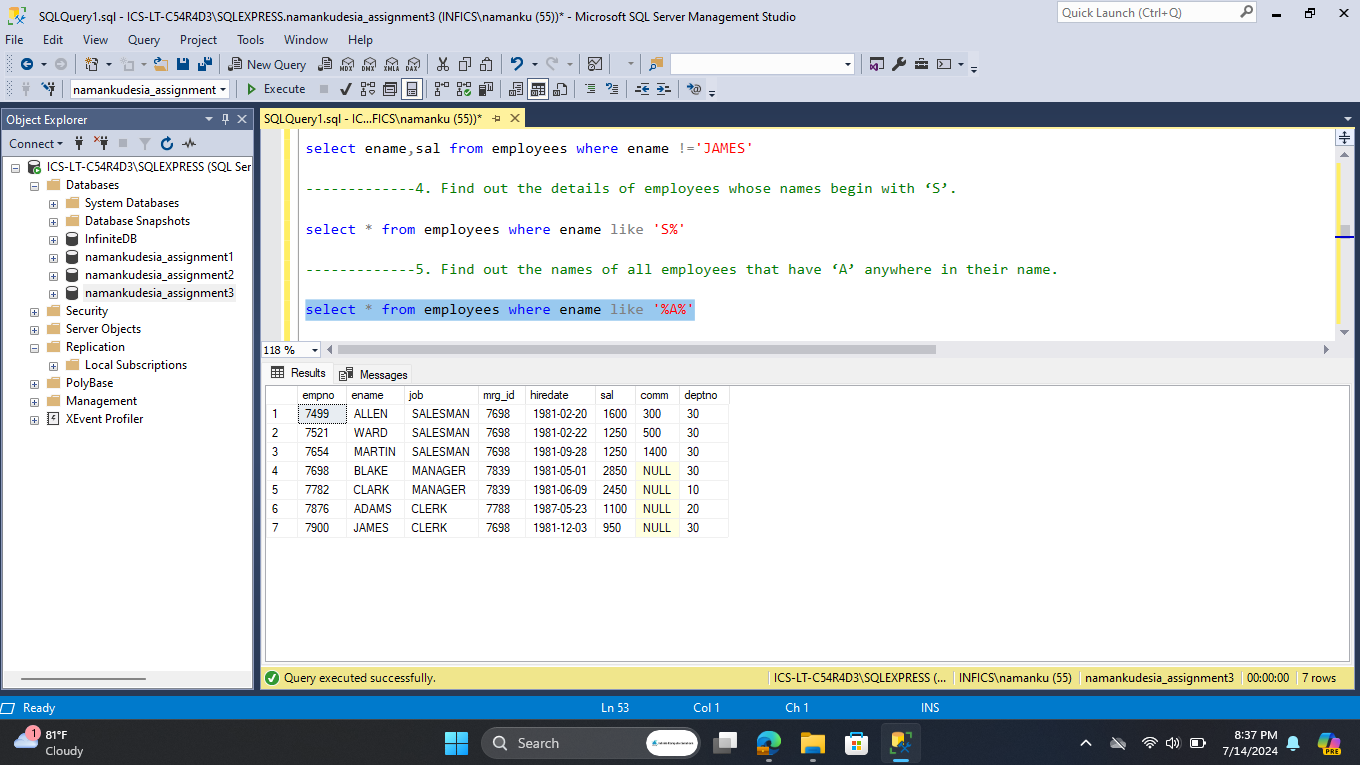 SQLQuery1.sql - ICS-LT-C54R4D3\SQLEXPRESS.namankudesia_assignment3 (INFICS\namanku (55))* - Microsoft SQL Server Management Studio
Quick Launch (Ctrl+Q)
File Edit View Query Project Tools Window Help
New Query MDX DMX XMLA DAX
namankudesia_assignment Execute
Object Explorer
SQLQuery1.sql - IC...FICS\namanku (55))*
Connect
ICS-LT-C54R4D3\SQLEXPRESS (SQL Ser
Databases
System Databases
Database Snapshots
InfiniteDB
namankudesia_assignment1
namankudesia_assignment2
namankudesia_assignment3
Security
Server Objects
Replication
Local Subscriptions
PolyBase
Management
XEvent Profiler
select ename,sal from employees where ename !='JAMES'
-------------4. Find out the details of employees whose names begin with ‘S’.
select * from employees where ename like 'S%'
-------------5. Find out the names of all employees that have ‘A’ anywhere in their name.
select * from employees where ename like '%A%'
118 %
Results Messages
empno ename job mrg_id hiredate sal comm deptno
1 7499 ALLEN SALESMAN 7698 1981-02-20 1600 300 30
2 7521 WARD SALESMAN 7698 1981-02-22 1250 500 30
3 7654 MARTIN SALESMAN 7698 1981-09-28 1250 1400 30
4 7698 BLAKE MANAGER 7839 1981-05-01 2850 NULL 30
5 7782 CLARK MANAGER 7839 1981-06-09 2450 NULL 10
6 7876 ADAMS CLERK 7788 1987-05-23 1100 NULL 20
7 7900 JAMES CLERK 7698 1981-12-03 950 NULL 30
Query executed successfully. ICS-LT-C54R4D3\SQLEXPRESS (... INFICS\namanku (55) namankudesia_assignment3 00:00:00 7 rows
Ready Ln 53 Col 1 Ch 1 INS
1
81°F
Cloudy
Search
8:37 PM
7/14/2024
PRE